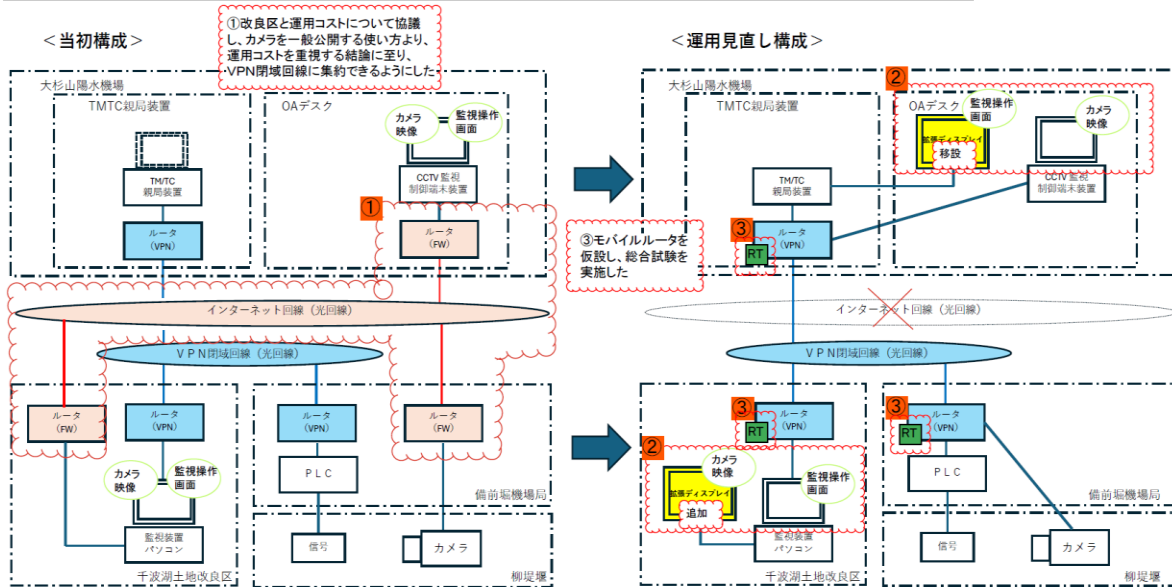 ＜当初構成＞
①改良区と運用コストについて協議
し、カメラを一般公開する使い方より、
運用コストを重視する結論に至り、
VPN閉域回線に集約できるようにした
大杉山陽水機場
TMTC親局装置
OAデスク
カメラ
映像
監視操作
画面
TM/TC
親局装置
CCTV監視
制御端末装置
①
ルータ
（VPN）
ルータ
（FW）
インターネット回線（光回線）
ＶＰＮ閉域回線（光回線）
ルータ
（FW）
ルータ
（VPN）
ルータ
（VPN）
ルータ
（FW）
カメラ
映像
監視操作
画面
ＰＬＣ
備前堀機場局
監視装置
パソコン
信号
カメラ
千波湖土地改良区
柳堤堰
＜運用見直し構成＞
②
大杉山陽水機場
TMTC親局装置
OAデスク
監視操作
画面
カメラ
映像
拡張ディスプレイ
移設
TM/TC
親局装置
CCTV監視
制御端末装置
③モバイルルータを
仮設し、総合試験を
実施した
③
ルータ
（VPN）
RT
インターネット回線（光回線）
ＶＰＮ閉域回線（光回線）
③
ルータ
（VPN）
RT
③
ルータ
（VPN）
RT
②
カメラ
映像
監視操作
画面
拡張ディスプレイ
追加
ＰＬＣ
備前堀機場局
監視装置
パソコン
信号
カメラ
千波湖土地改良区
柳堤堰